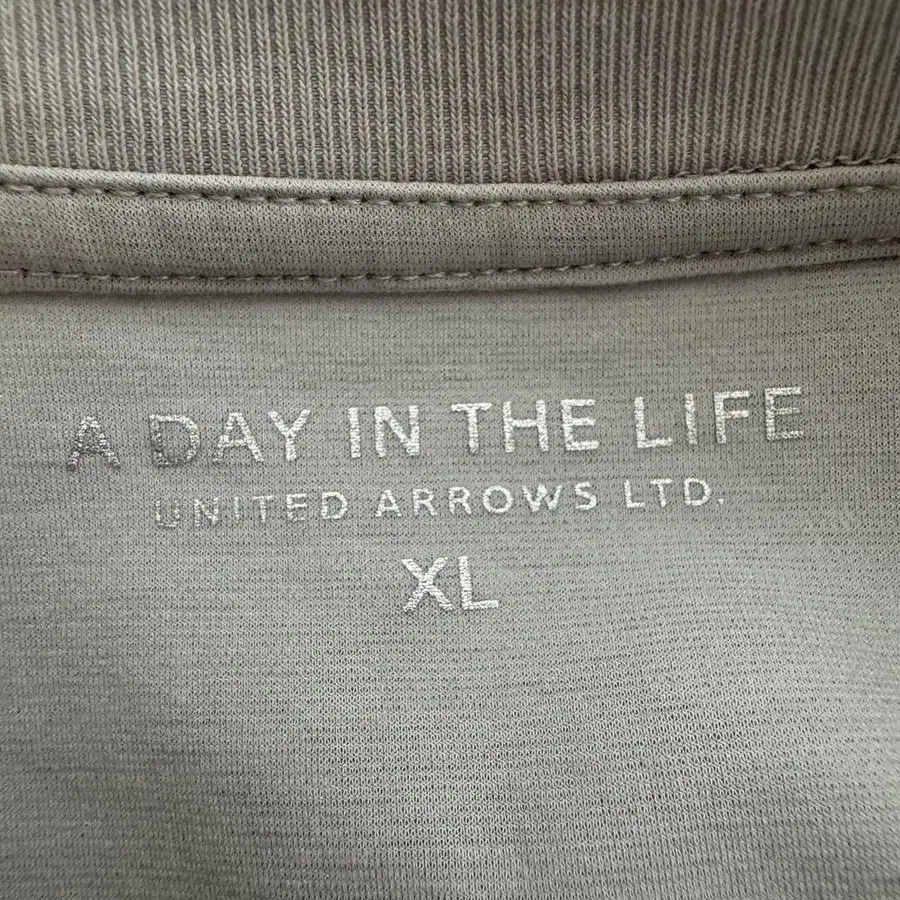 A DAY IN THE LIFE
UNITED ARROWS LTD.
XL